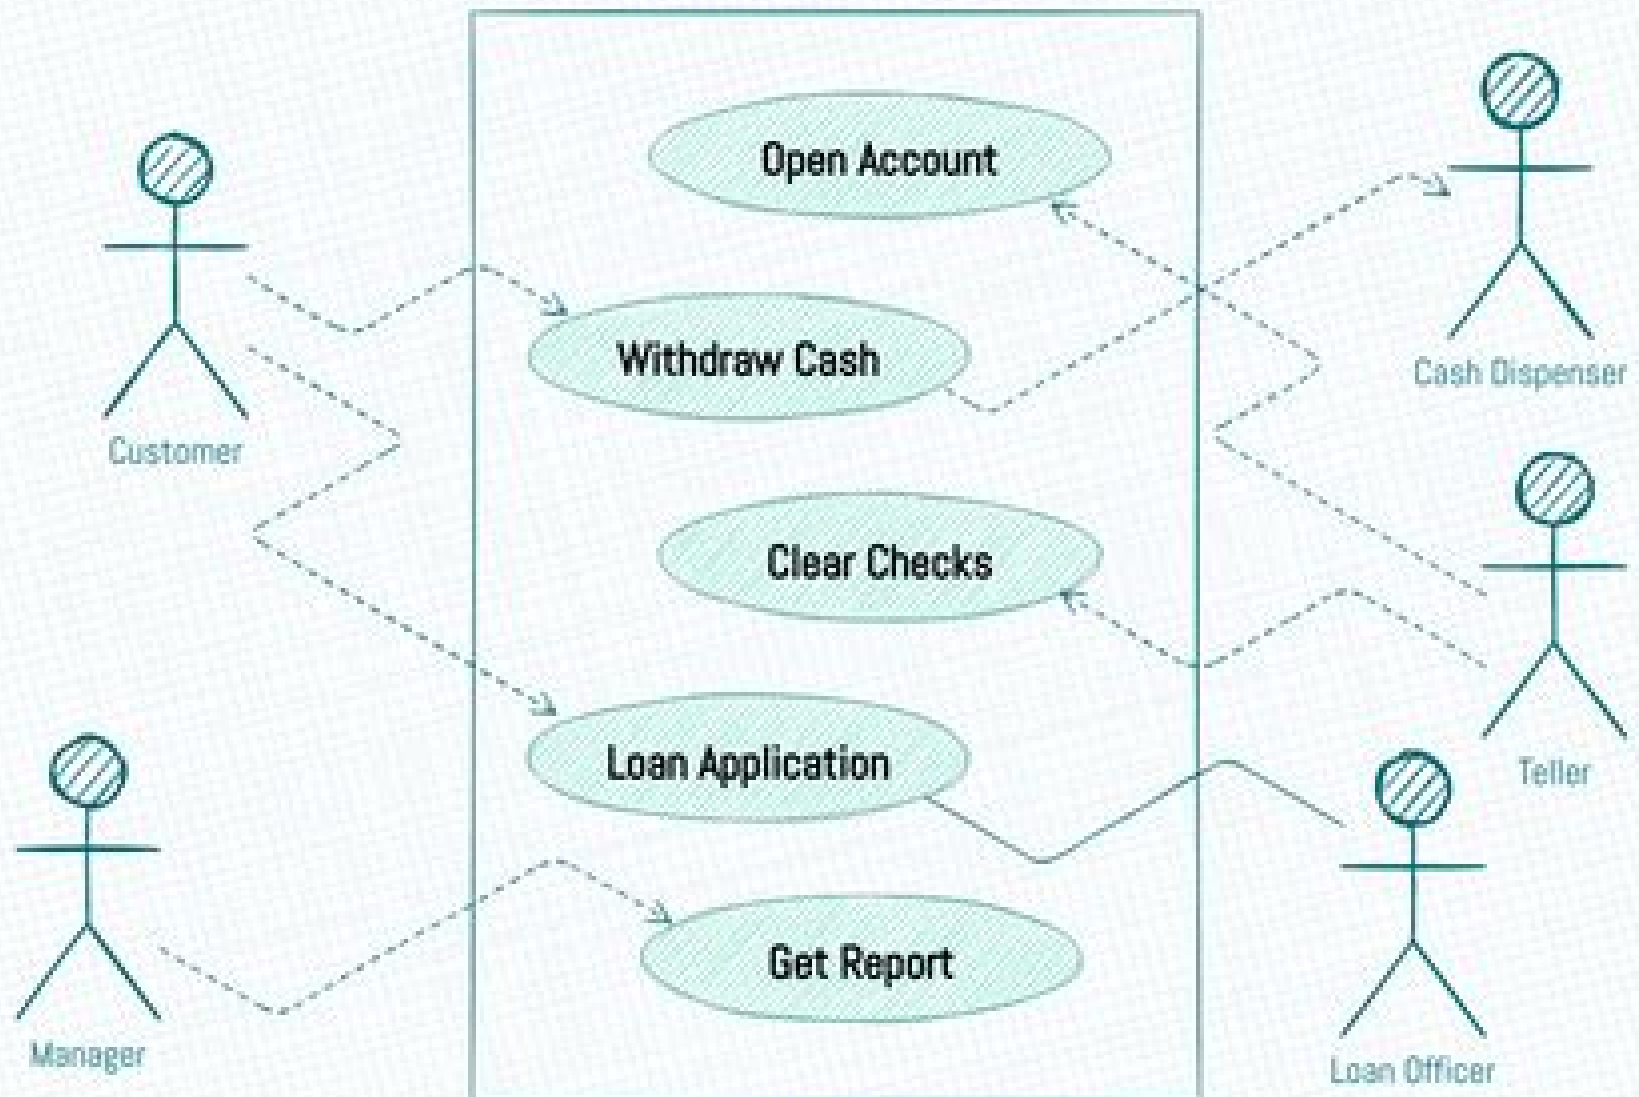 Open Account
Withdraw Cash
Cash Dispenser
Customer
Clear Checks
Loan Application
Teller
Get Report
Manager
Loan Officer